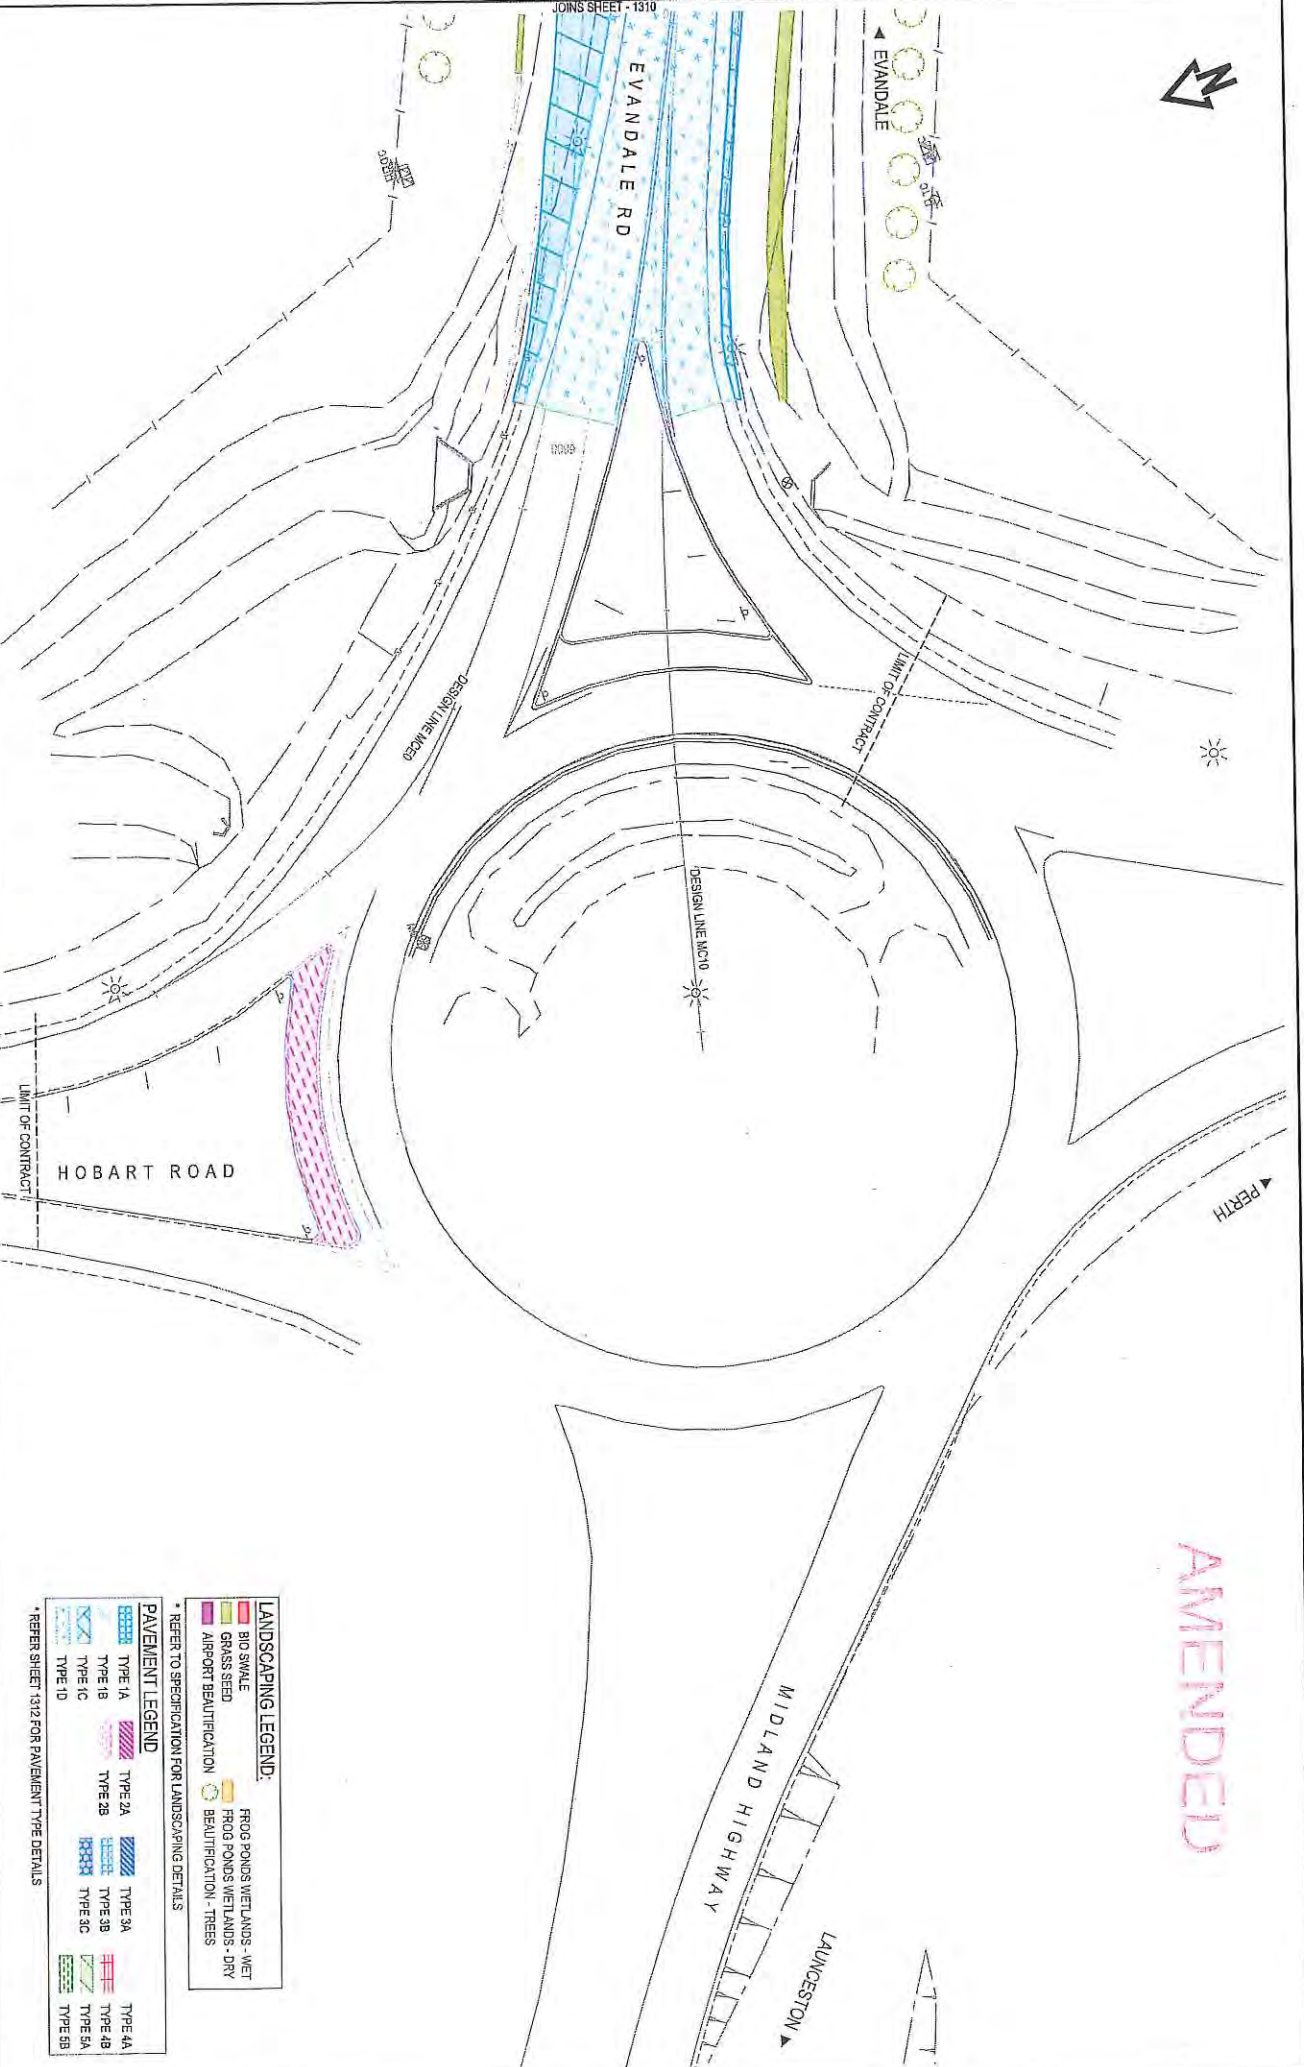 JOINS SHEET - 1310
N
◄ EVANDALE
EVANDALE RD
LIMIT OF CONTRACT
DESIGN LINE MCE0
DESIGN LINE MC10
LIMIT OF CONTRACT
HOBART ROAD
◄ PERTH
AMENDED
MIDLAND HIGHWAY
LAUNCESTON ►
LANDSCAPING LEGEND:
BIO SWALE
GRASS SEED
AIRPORT BEAUTIFICATION
FROG PONDS WETLANDS - WET
FROG PONDS WETLANDS - DRY
BEAUTIFICATION - TREES
* REFER TO SPECIFICATION FOR LANDSCAPING DETAILS
PAVEMENT LEGEND
TYPE 1A
TYPE 1B
TYPE 1C
TYPE 1D
TYPE 2A
TYPE 2B
TYPE 3A
TYPE 3B
TYPE 3C
TYPE 4A
TYPE 4B
TYPE 5A
TYPE 5B
* REFER SHEET 1312 FOR PAVEMENT TYPE DETAILS